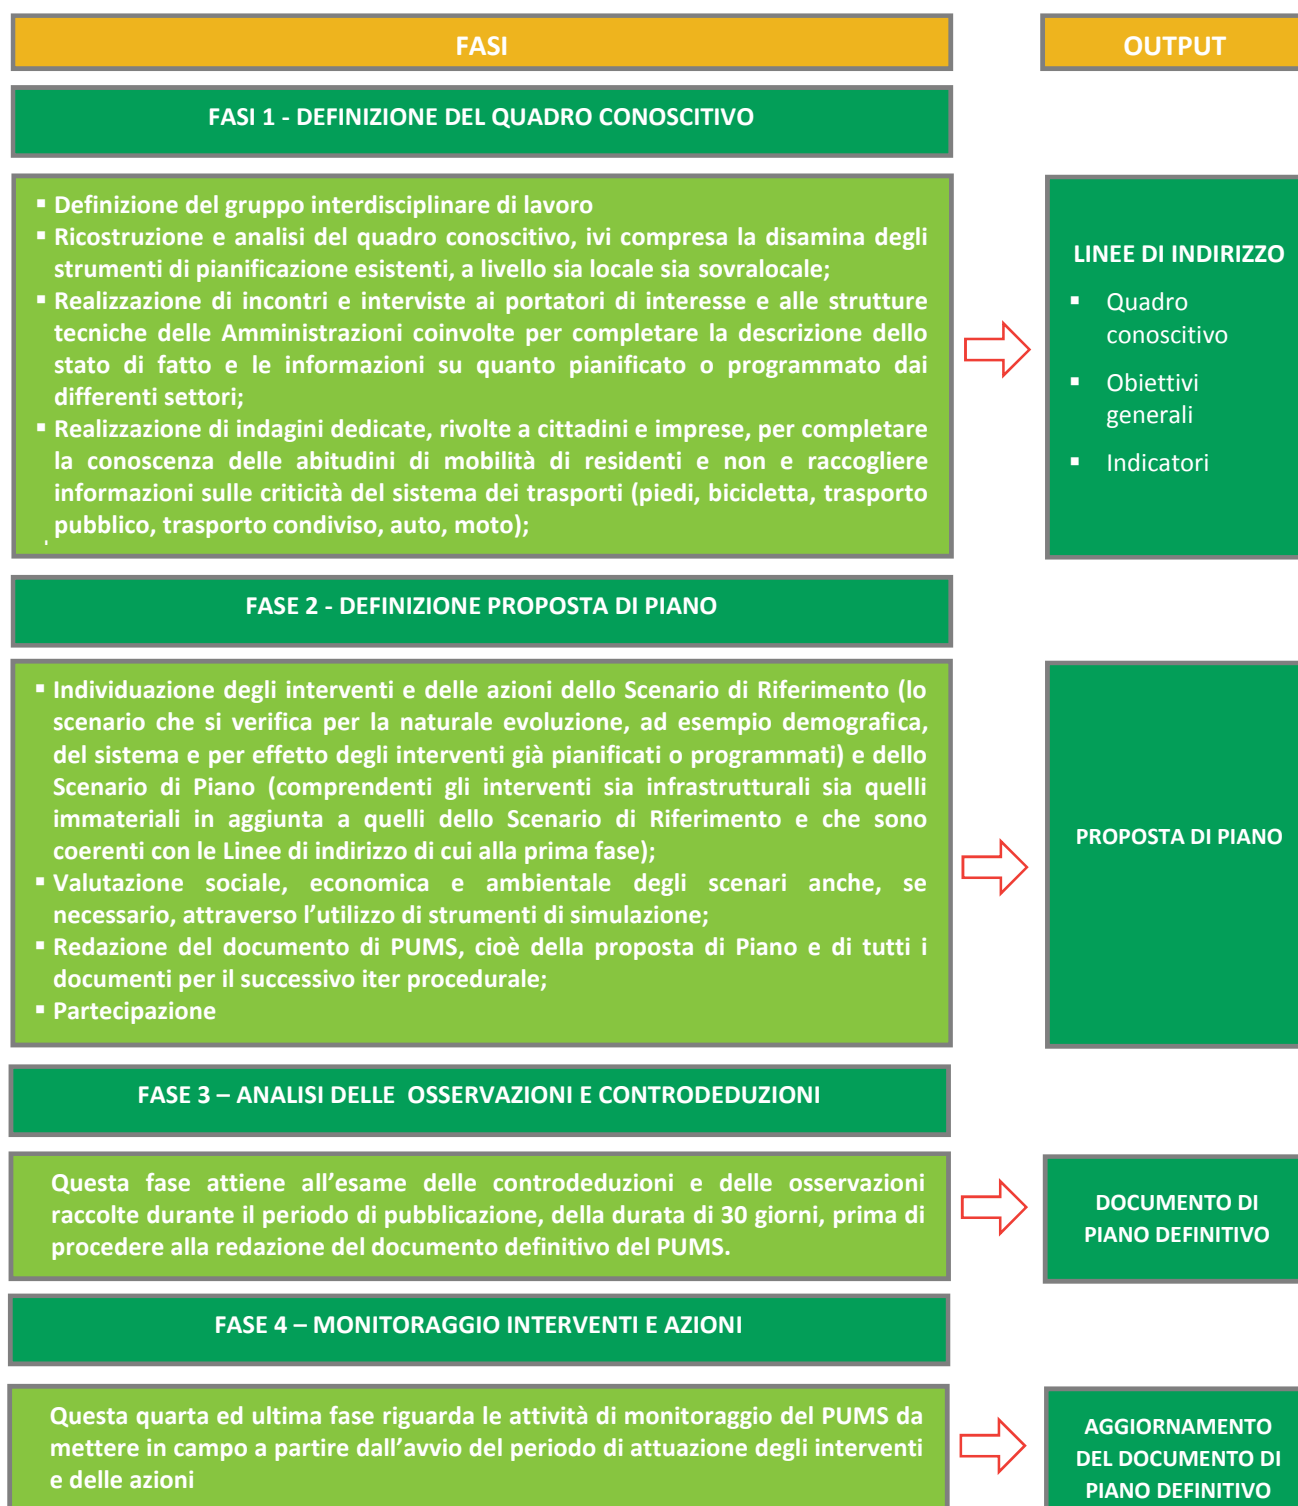 FASI
OUTPUT
FASI 1 - DEFINIZIONE DEL QUADRO CONOSCITIVO
▪ Definizione del gruppo interdisciplinare di lavoro
▪ Ricostruzione e analisi del quadro conoscitivo, ivi compresa la disamina degli
strumenti di pianificazione esistenti, a livello sia locale sia sovralocale;
▪ Realizzazione di incontri e interviste ai portatori di interesse e alle strutture
tecniche delle Amministrazioni coinvolte per completare la descrizione dello
stato di fatto e le informazioni su quanto pianificato o programmato dai
differenti settori;
▪ Realizzazione di indagini dedicate, rivolte a cittadini e imprese, per completare
la conoscenza delle abitudini di mobilità di residenti e non e raccogliere
informazioni sulle criticità del sistema dei trasporti (piedi, bicicletta, trasporto
pubblico, trasporto condiviso, auto, moto);
LINEE DI INDIRIZZO
▪ Quadro
conoscitivo
▪ Obiettivi
generali
▪ Indicatori
FASE 2 - DEFINIZIONE PROPOSTA DI PIANO
▪ Individuazione degli interventi e delle azioni dello Scenario di Riferimento (lo
scenario che si verifica per la naturale evoluzione, ad esempio demografica,
del sistema e per effetto degli interventi già pianificati o programmati) e dello
Scenario di Piano (comprendenti gli interventi sia infrastrutturali sia quelli
immateriali in aggiunta a quelli dello Scenario di Riferimento e che sono
coerenti con le Linee di indirizzo di cui alla prima fase);
▪ Valutazione sociale, economica e ambientale degli scenari anche, se
necessario, attraverso l’utilizzo di strumenti di simulazione;
▪ Redazione del documento di PUMS, cioè della proposta di Piano e di tutti i
documenti per il successivo iter procedurale;
▪ Partecipazione
PROPOSTA DI PIANO
FASE 3 – ANALISI DELLE OSSERVAZIONI E CONTRODEDUZIONI
Questa fase attiene all’esame delle controdeduzioni e delle osservazioni
raccolte durante il periodo di pubblicazione, della durata di 30 giorni, prima di
procedere alla redazione del documento definitivo del PUMS.
DOCUMENTO DI
PIANO DEFINITIVO
FASE 4 – MONITORAGGIO INTERVENTI E AZIONI
Questa quarta ed ultima fase riguarda le attività di monitoraggio del PUMS da
mettere in campo a partire dall’avvio del periodo di attuazione degli interventi
e delle azioni
AGGIORNAMENTO
DEL DOCUMENTO DI
PIANO DEFINITIVO